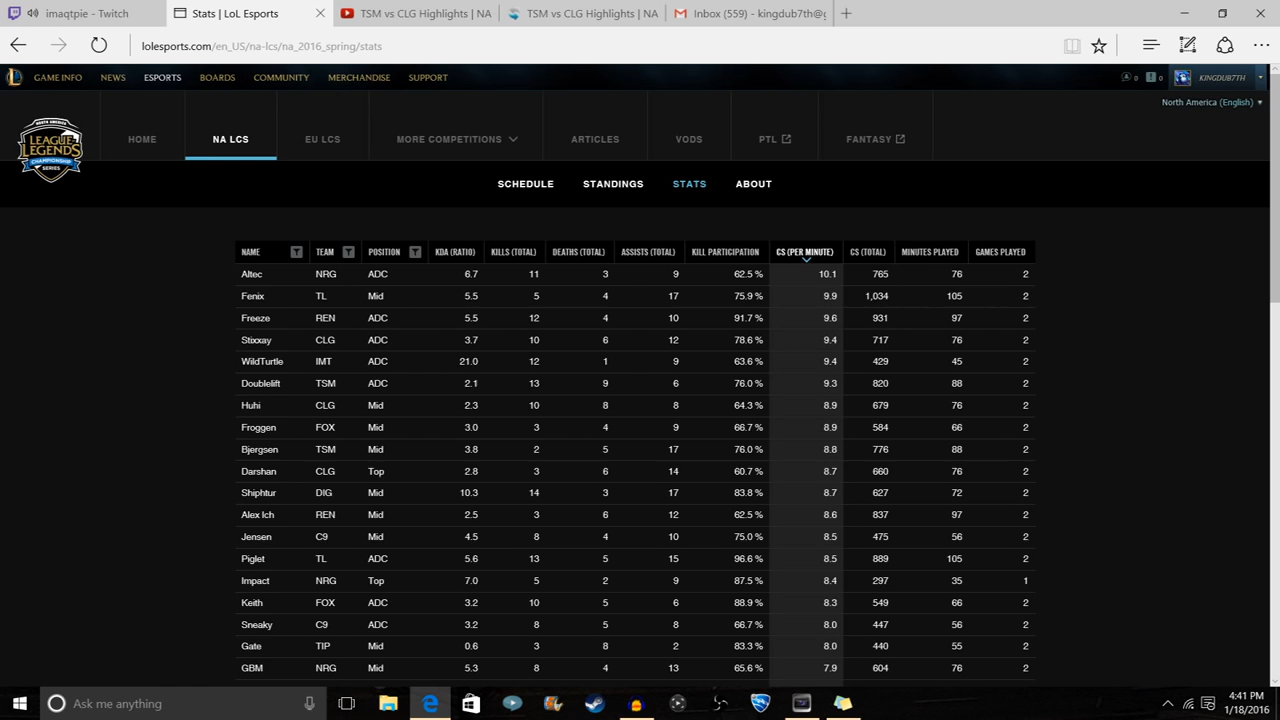 imaqtpie - Twitch
Stats | LoL Esports
TSM vs CLG Highlights | NA
TSM vs CLG Highlights | NA
Inbox (559) - kingdub7th@g
lolesports.com/en_US/na-lcs/na_2016_spring/stats
GAME INFO NEWS ESPORTS BOARDS COMMUNITY MERCHANDISE SUPPORT 0 0 KINGDUB7TH
North America (English)
NORTH AMERICA LEAGUE LEGENDS CHAMPIONSHIP SERIES
HOME NA LCS EU LCS MORE COMPETITIONS ARTICLES VODS PTL FANTASY
SCHEDULE STANDINGS STATS ABOUT
NAME TEAM POSITION KDA (RATIO) KILLS (TOTAL) DEATHS (TOTAL) ASSISTS (TOTAL) KILL PARTICIPATION CS (PER MINUTE) CS (TOTAL) MINUTES PLAYED GAMES PLAYED
Altec NRG ADC 6.7 11 3 9 62.5 % 10.1 765 76 2
Fenix TL Mid 5.5 5 4 17 75.9 % 9.9 1,034 105 2
Freeze REN ADC 5.5 12 4 10 91.7 % 9.6 931 97 2
Stixxay CLG ADC 3.7 10 6 12 78.6 % 9.4 717 76 2
WildTurtle IMT ADC 21.0 12 1 9 63.6 % 9.4 429 45 2
Doublelift TSM ADC 2.1 13 9 6 76.0 % 9.3 820 88 2
Huhi CLG Mid 2.3 10 8 8 64.3 % 8.9 679 76 2
Froggen FOX Mid 3.0 3 4 9 66.7 % 8.9 584 66 2
Bjergsen TSM Mid 3.8 2 5 17 76.0 % 8.8 776 88 2
Darshan CLG Top 2.8 3 6 14 60.7 % 8.7 660 76 2
Shiphtur DIG Mid 10.3 14 3 17 83.8 % 8.7 627 72 2
Alex Ich REN Mid 2.5 3 6 12 62.5 % 8.6 837 97 2
Jensen C9 Mid 4.5 8 4 10 75.0 % 8.5 475 56 2
Piglet TL ADC 5.6 13 5 15 96.6 % 8.5 889 105 2
Impact NRG Top 7.0 5 2 9 87.5 % 8.4 297 35 1
Keith FOX ADC 3.2 10 5 6 88.9 % 8.3 549 66 2
Sneaky C9 ADC 3.2 8 5 8 66.7 % 8.0 447 56 2
Gate TIP Mid 0.6 3 8 2 83.3 % 8.0 440 55 2
GBM NRG Mid 5.3 8 4 13 65.6 % 7.9 604 76 2
Ask me anything
4:41 PM
1/18/2016